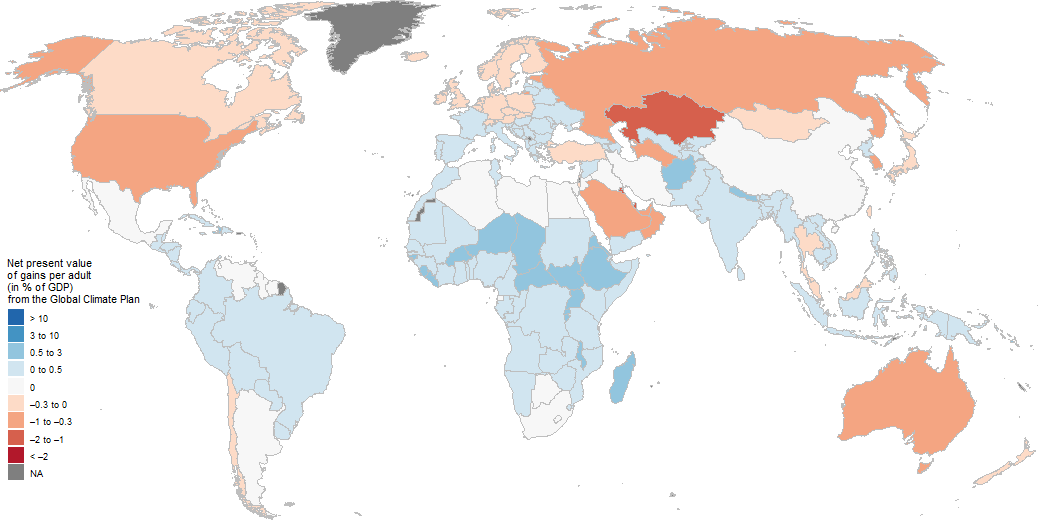 Net present value
of gains per adult
(in % of GDP)
from the Global Climate Plan
> 10
3 to 10
0.5 to 3
0 to 0.5
0
–0.3 to 0
–1 to –0.3
–2 to –1
< –2
NA